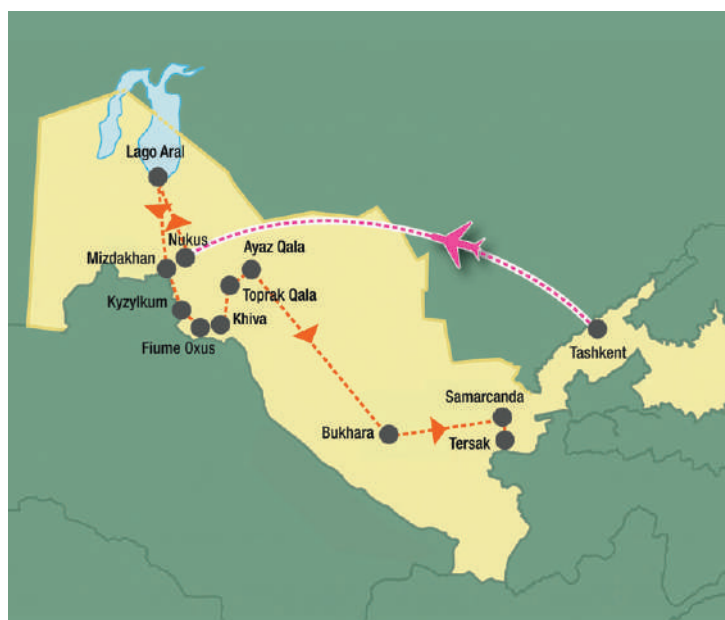 Lago Aral
Nukus
Ayaz Qala
Mizdakhan
Toprak Qala
Kyzylkum
Khiva
Fiume Oxus
Tashkent
Samarcanda
Bukhara
Tersak